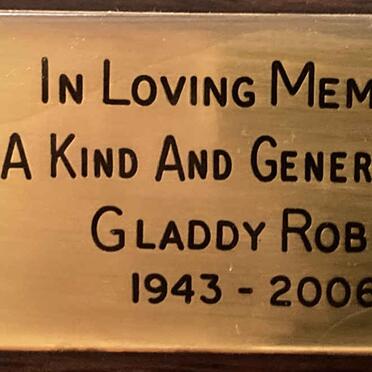 In Loving Mem
A Kind And Gener
Gladdy Rob
1943 - 2006